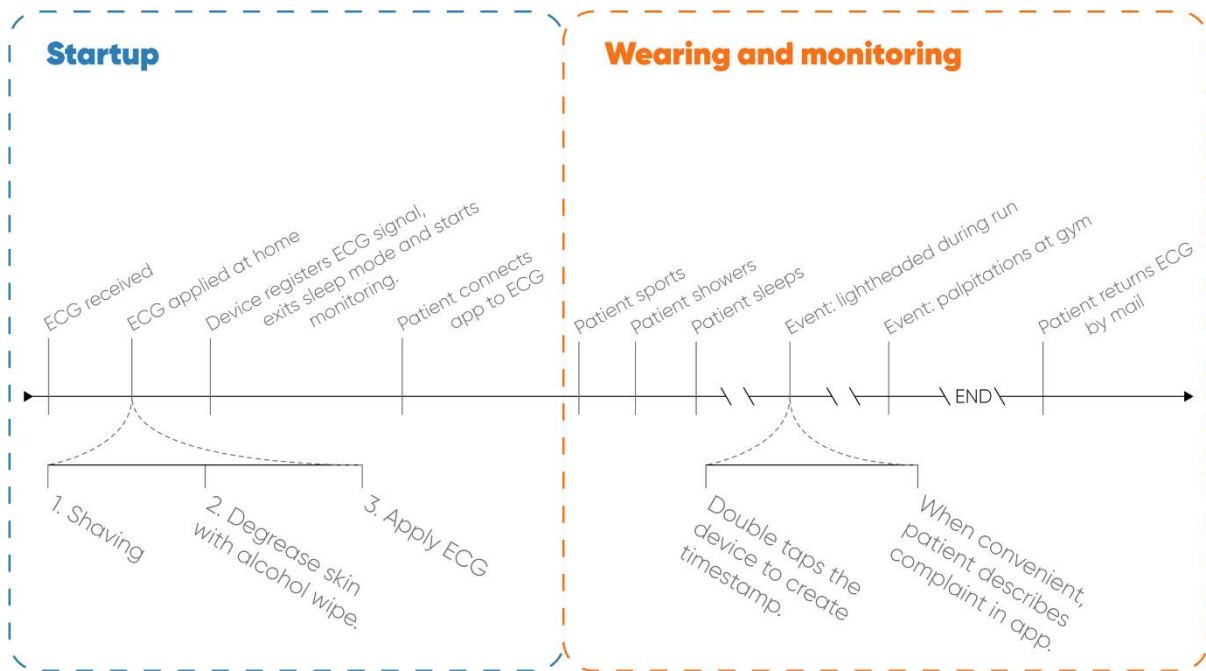 Startup
ECG received
ECG applied at home
Device registers ECG signal,
exits sleep mode and starts
monitoring.
Patient connects
app to ECG
1. Shaving
2. Degrease skin
with alcohol wipe.
3. Apply ECG
Wearing and monitoring
Patient sports
Patient showers
Patient sleeps
Event: lightheaded during run
Event: palpitations at gym
END
Patient returns ECG
by mail
Double taps the
device to create
timestamp.
When convenient,
patient describes
complaint in app.